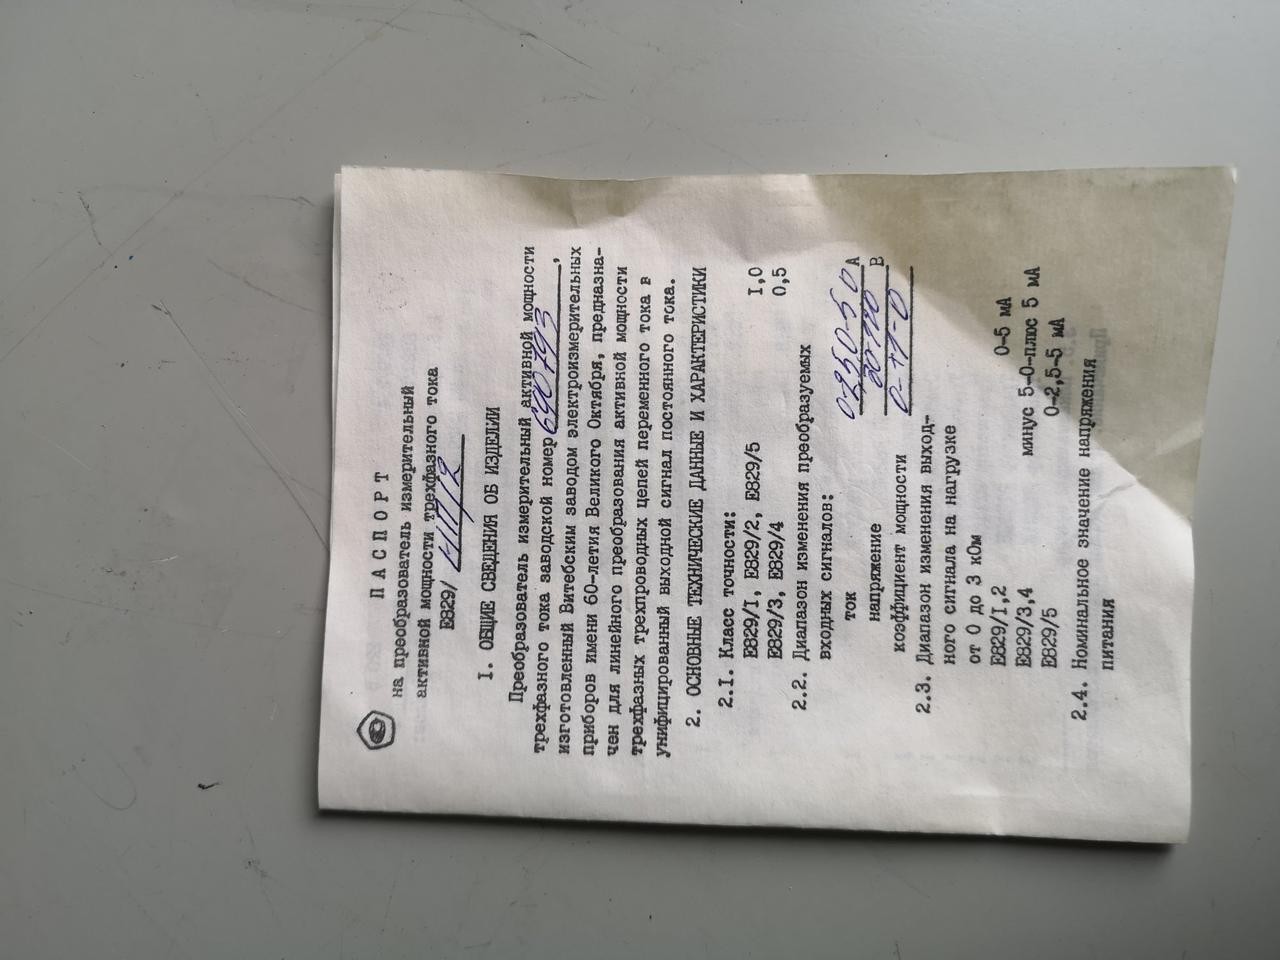 ПАСПОРТ
на преобразователь измерительный
активной мощности трехфазного тока
Е829/
I. ОБЩИЕ СВЕДЕНИЯ ОБ ИЗДЕЛИИ
Преобразователь измерительный активной мощности
трехфазного тока заводской номер ,
изготовленный Витебским заводом электроизмерительных
приборов имени 60-летия Великого Октября, предназна-
чен для линейного преобразования активной мощности
трехфазных трехпроводных цепей переменного тока в
унифицированный выходной сигнал постоянного тока.
2. ОСНОВНЫЕ ТЕХНИЧЕСКИЕ ДАННЫЕ И ХАРАКТЕРИСТИКИ
2.I. Класс точности:
Е829/I, Е829/2, Е829/5 I,0
Е829/3, Е829/4 0,5
2.2. Диапазон изменения преобразуемых
входных сигналов:
ток А
напряжение В
коэффициент мощности 0-+1-0
2.3. Диапазон изменения выход-
ного сигнала на нагрузке
от 0 до 3 кОм
Е829/I,2 0-5 мА
Е829/3,4 минус 5-0-плюс 5 мА
Е829/5 0-2,5-5 мА
2.4. Номинальное значение напряжения
питания